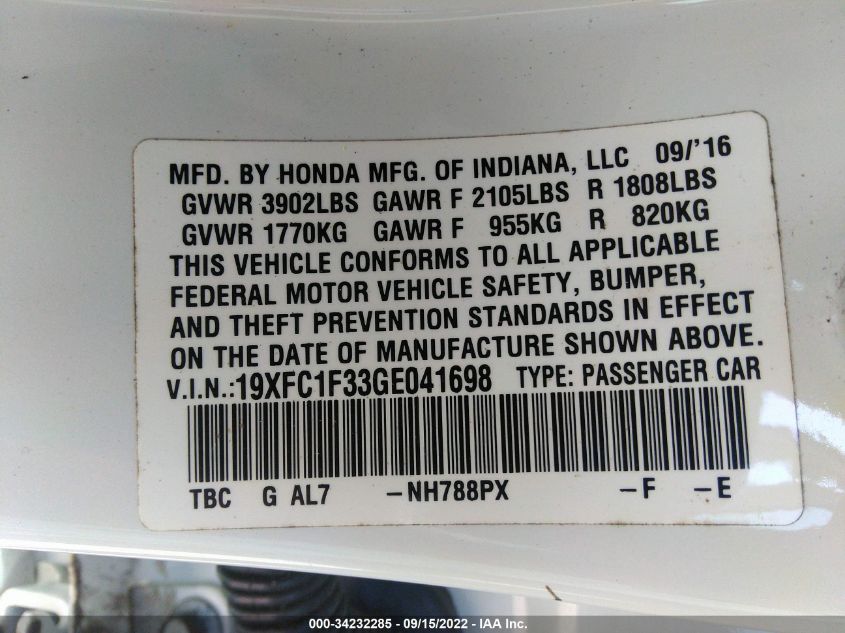 MFD. BY HONDA MFG. OF INDIANA, LLC 09/'16
GVWR 3902LBS GAWR F 2105LBS R 1808LBS
GVWR 1770KG GAWR F 955KG R 820KG
THIS VEHICLE CONFORMS TO ALL APPLICABLE
FEDERAL MOTOR VEHICLE SAFETY, BUMPER,
AND THEFT PREVENTION STANDARDS IN EFFECT
ON THE DATE OF MANUFACTURE SHOWN ABOVE.
V.I.N.:19XFC1F33GE041698 TYPE: PASSENGER CAR
TBC G AL7 -NH788PX -F -E
000-34232285 - 09/15/2022 - IAA Inc.